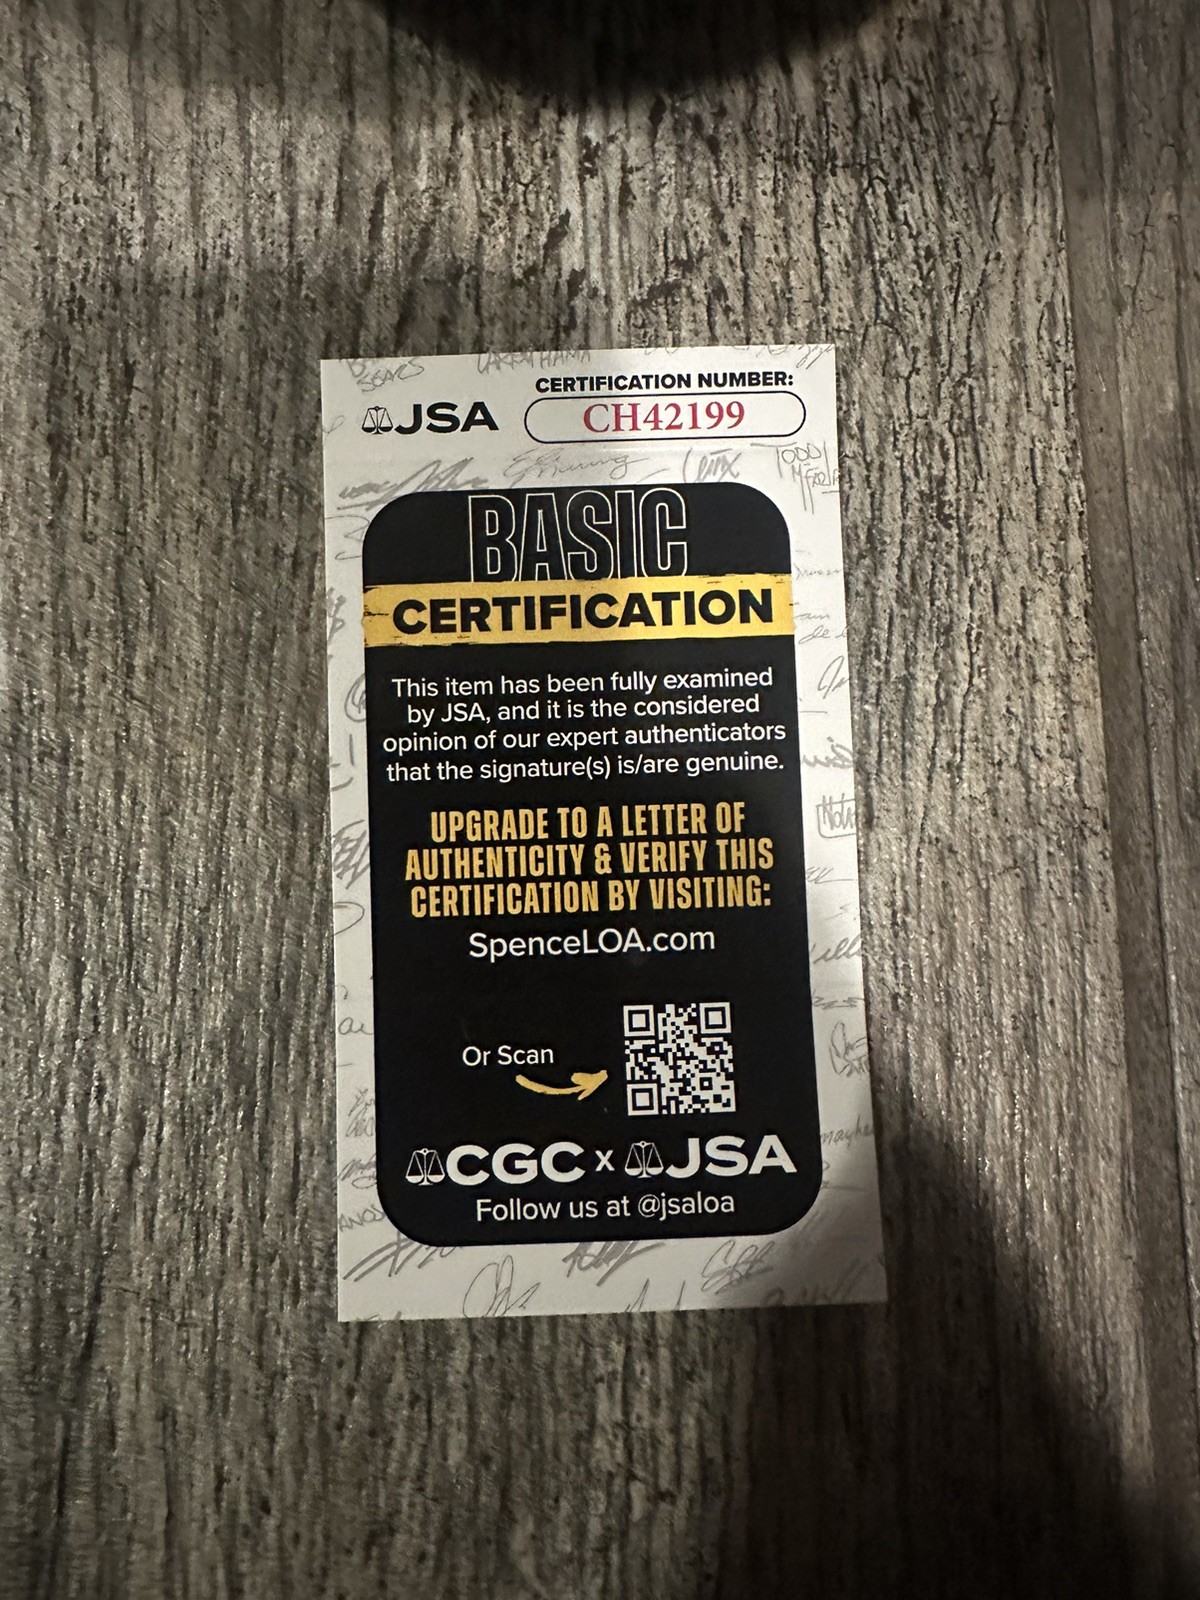 CERTIFICATION NUMBER:
JSA
CH42199
BASIC
CERTIFICATION
This item has been fully examined
by JSA, and it is the considered
opinion of our expert authenticators
that the signature(s) is/are genuine.
UPGRADE TO A LETTER OF
AUTHENTICITY & VERIFY THIS
CERTIFICATION BY VISITING:
SpenceLOA.com
Or Scan
CGC x JSA
Follow us at @jsaloa